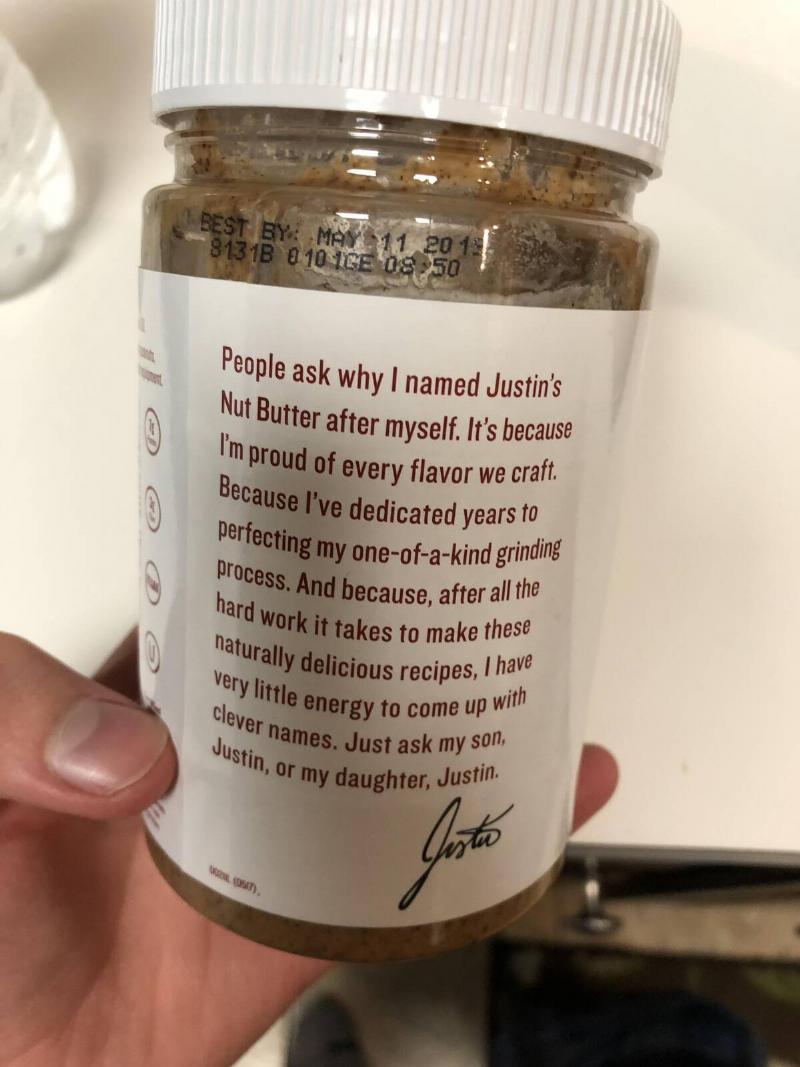 BEST BY: MAY 11 2019
8131B 0101GE 08:50
People ask why I named Justin's
Nut Butter after myself. It's because
I'm proud of every flavor we craft.
Because I've dedicated years to
perfecting my one-of-a-kind grinding
process. And because, after all the
hard work it takes to make these
naturally delicious recipes, I have
very little energy to come up with
clever names. Just ask my son,
Justin, or my daughter, Justin.
Justin